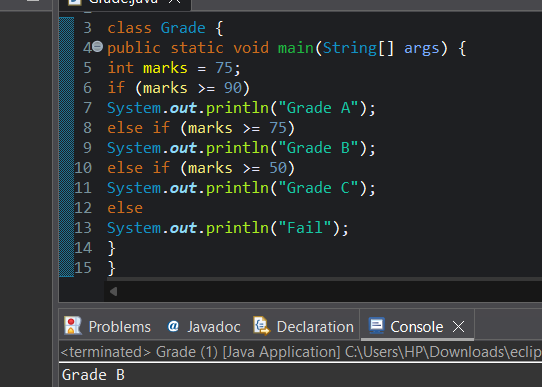 Grade.java
3 class Grade {
4 public static void main(String[] args) {
5 int marks = 75;
6 if (marks >= 90)
7 System.out.println("Grade A");
8 else if (marks >= 75)
9 System.out.println("Grade B");
10 else if (marks >= 50)
11 System.out.println("Grade C");
12 else
13 System.out.println("Fail");
14 }
15 }
Problems @ Javadoc Declaration Console
<terminated> Grade (1) [Java Application] C:\Users\HP\Downloads\eclip
Grade B